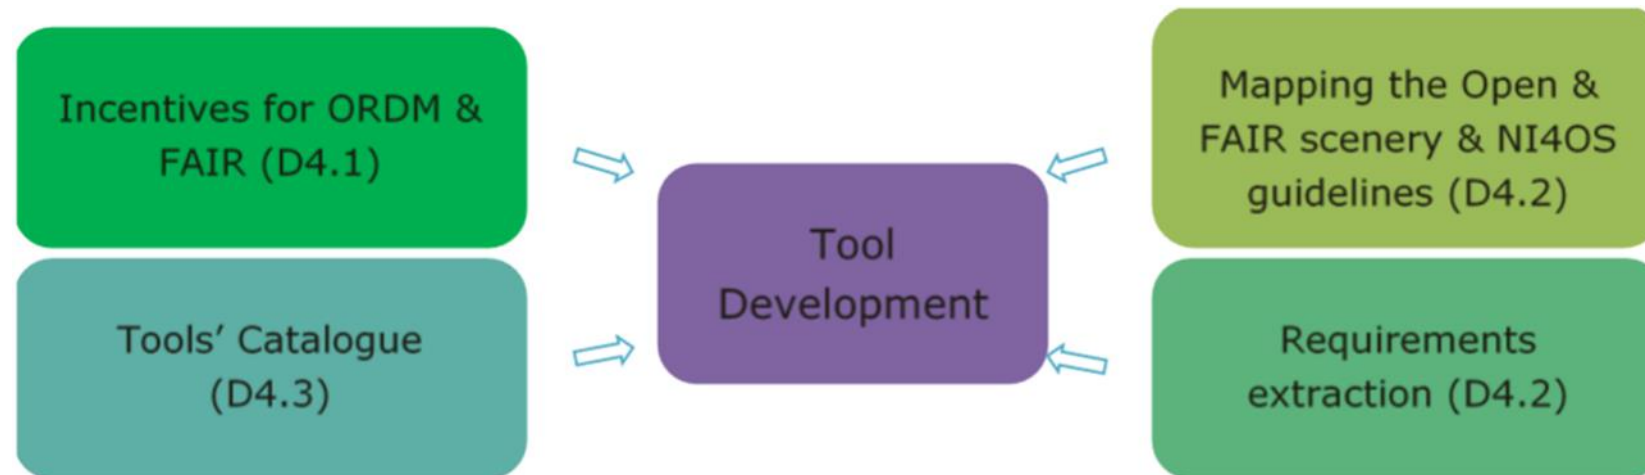 Incentives for ORDM &
FAIR (D4.1)
Tools’ Catalogue
(D4.3)
Tool
Development
Mapping the Open &
FAIR scenery & NI4OS
guidelines (D4.2)
Requirements
extraction (D4.2)